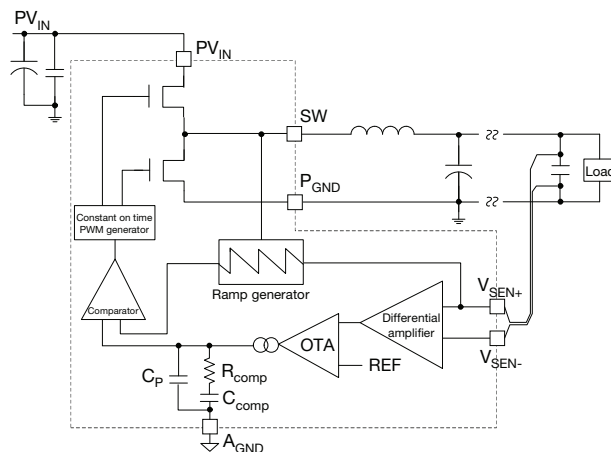 PV_IN
PV_IN
SW
P_GND
Load
Constant on time
PWM generator
Ramp generator
Comparator
V_SEN+
Differential
amplifier
OTA
REF
V_SEN-
C_P
R_comp
C_comp
A_GND